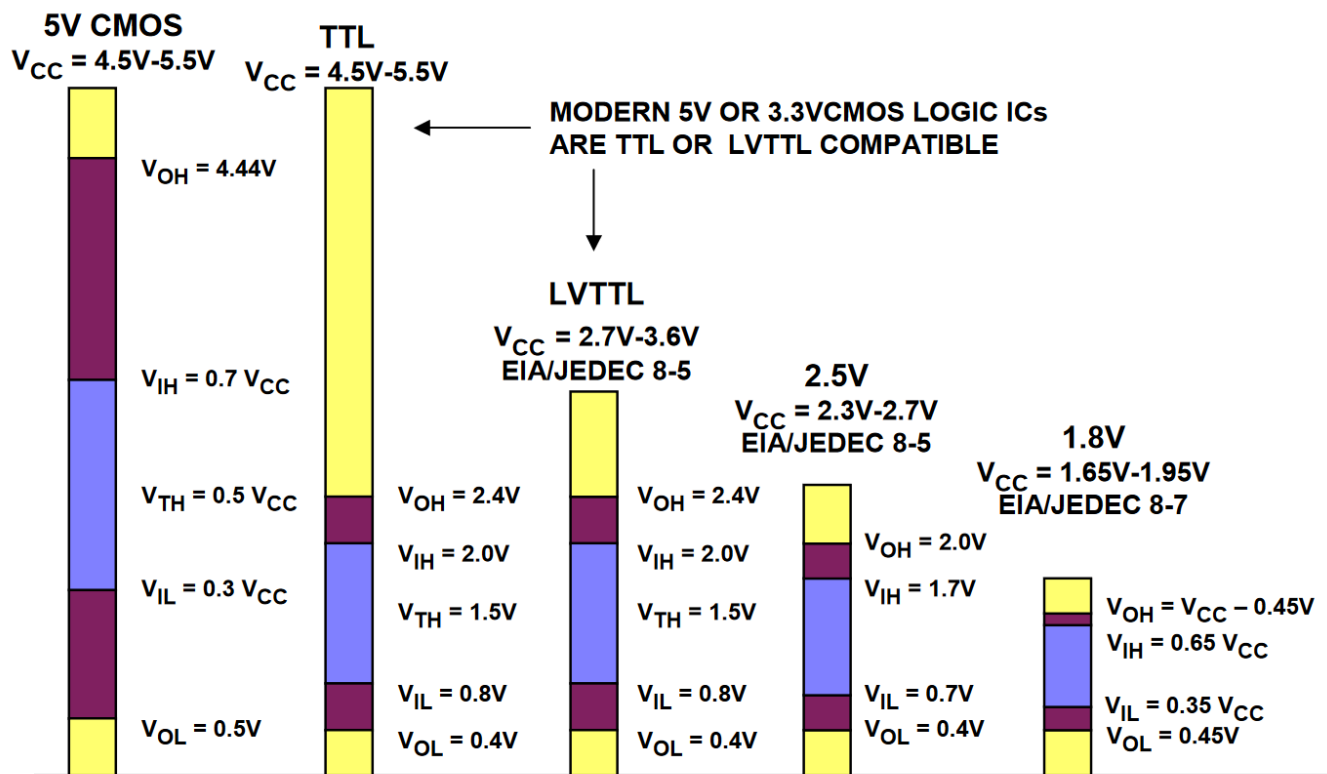 5V CMOS
VCC = 4.5V-5.5V
VOH = 4.44V
VIH = 0.7 VCC
VTH = 0.5 VCC
VIL = 0.3 VCC
VOL = 0.5V
TTL
VCC = 4.5V-5.5V
VOH = 2.4V
VIH = 2.0V
VTH = 1.5V
VIL = 0.8V
VOL = 0.4V
MODERN 5V OR 3.3VCMOS LOGIC ICs
ARE TTL OR LVTTL COMPATIBLE
LVTTL
VCC = 2.7V-3.6V
EIA/JEDEC 8-5
VOH = 2.4V
VIH = 2.0V
VTH = 1.5V
VIL = 0.8V
VOL = 0.4V
2.5V
VCC = 2.3V-2.7V
EIA/JEDEC 8-5
VOH = 2.0V
VIH = 1.7V
VIL = 0.7V
VOL = 0.4V
1.8V
VCC = 1.65V-1.95V
EIA/JEDEC 8-7
VOH = VCC – 0.45V
VIH = 0.65 VCC
VIL = 0.35 VCC
VOL = 0.45V